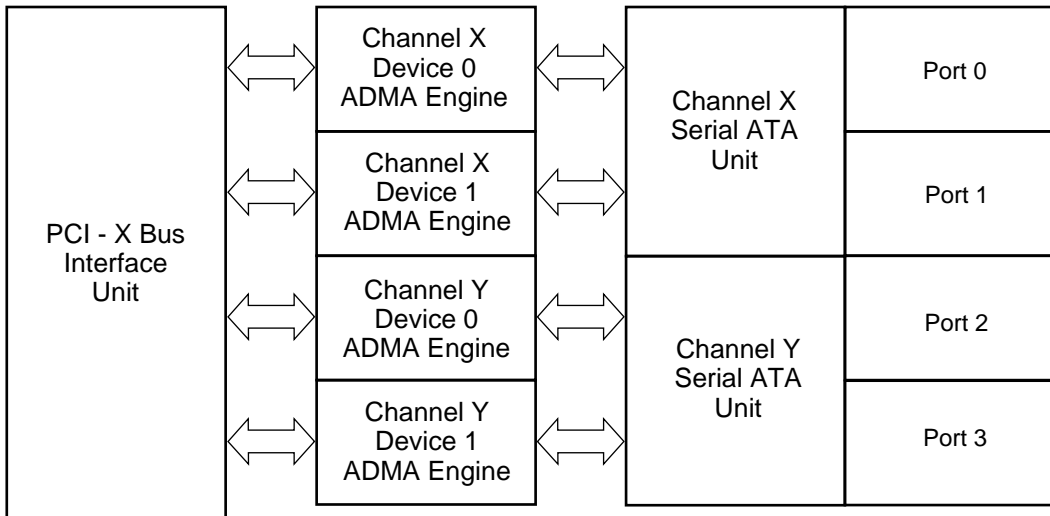 PCI - X Bus
Interface
Unit
Channel X
Device 0
ADMA Engine
Channel X
Device 1
ADMA Engine
Channel Y
Device 0
ADMA Engine
Channel Y
Device 1
ADMA Engine
Channel X
Serial ATA
Unit
Channel Y
Serial ATA
Unit
Port 0
Port 1
Port 2
Port 3